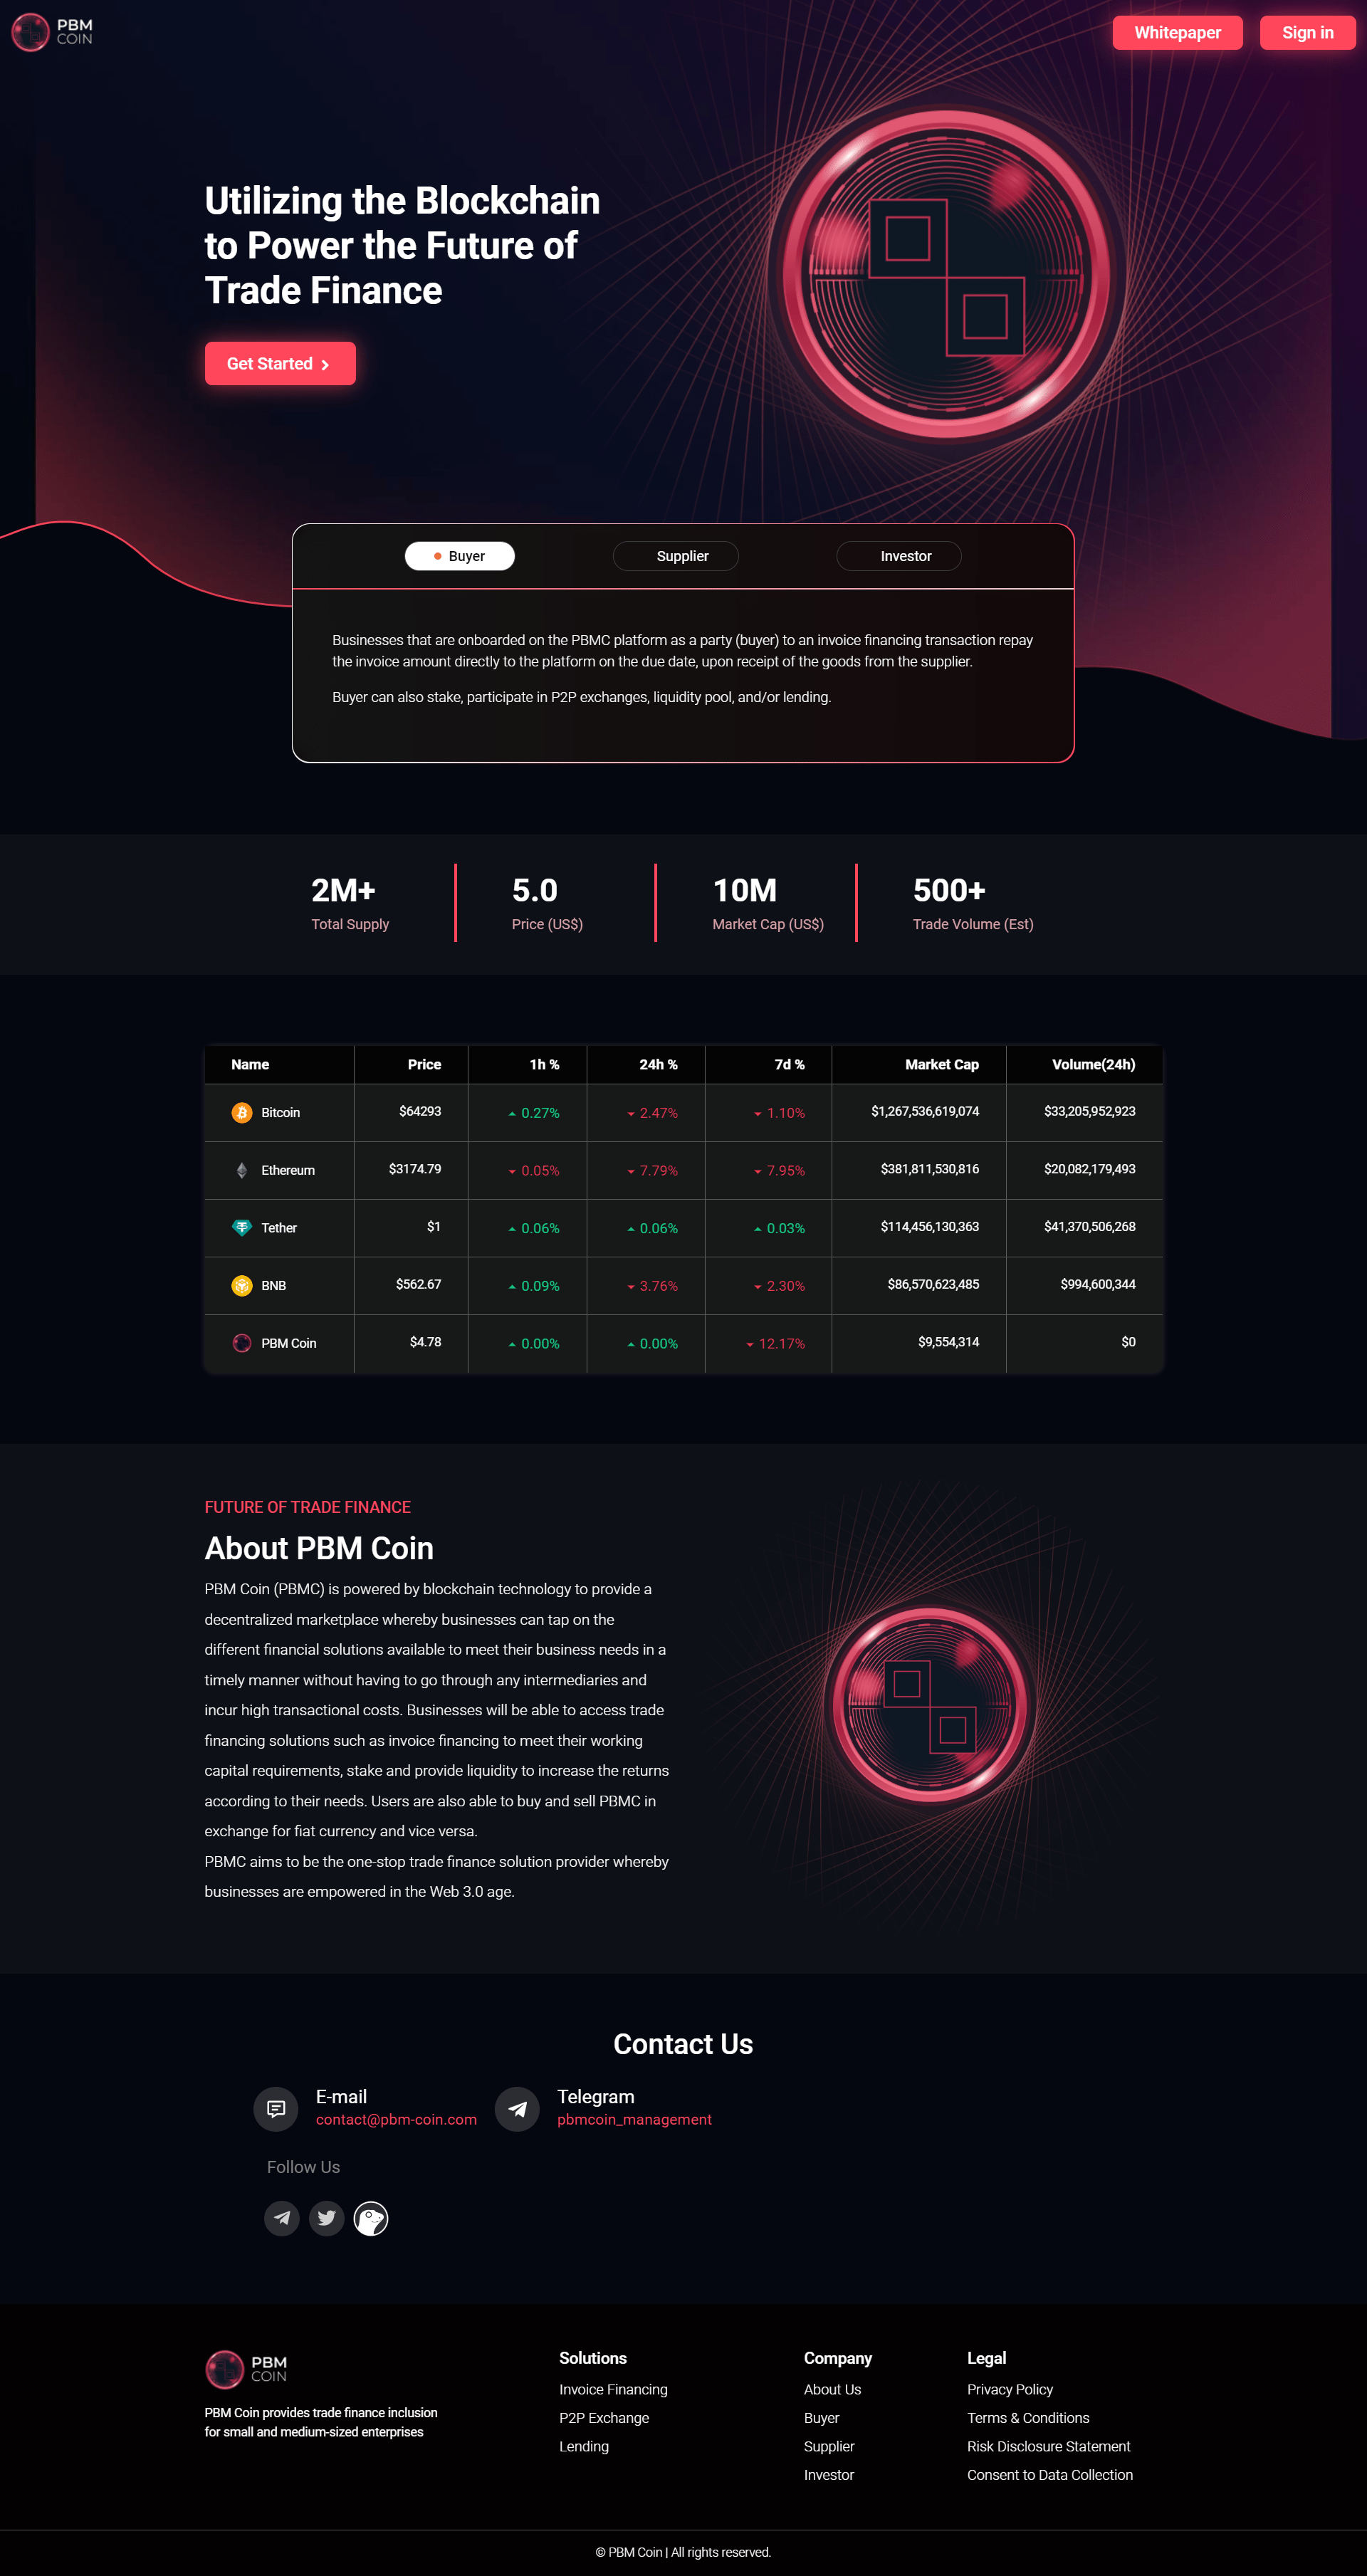 PBM
COIN
Whitepaper
Sign in
Utilizing the Blockchain
to Power the Future of
Trade Finance
Get Started
Buyer
Supplier
Investor
Businesses that are onboarded on the PBMC platform as a party (buyer) to an invoice financing transaction repay
the invoice amount directly to the platform on the due date, upon receipt of the goods from the supplier.
Buyer can also stake, participate in P2P exchanges, liquidity pool, and/or lending.
2M+
Total Supply
5.0
Price (US$)
10M
Market Cap (US$)
500+
Trade Volume (Est)
Name Price 1h % 24h % 7d % Market Cap Volume(24h)
Bitcoin $64293 0.27% 2.47% 1.10% $1,267,536,619,074 $33,205,952,923
Ethereum $3174.79 0.05% 7.79% 7.95% $381,811,530,816 $20,082,179,493
Tether $1 0.06% 0.06% 0.03% $114,456,130,363 $41,370,506,268
BNB $562.67 0.09% 3.76% 2.30% $86,570,623,485 $994,600,344
PBM Coin $4.78 0.00% 0.00% 12.17% $9,554,314 $0
FUTURE OF TRADE FINANCE
About PBM Coin
PBM Coin (PBMC) is powered by blockchain technology to provide a
decentralized marketplace whereby businesses can tap on the
different financial solutions available to meet their business needs in a
timely manner without having to go through any intermediaries and
incur high transactional costs. Businesses will be able to access trade
financing solutions such as invoice financing to meet their working
capital requirements, stake and provide liquidity to increase the returns
according to their needs. Users are also able to buy and sell PBMC in
exchange for fiat currency and vice versa.
PBMC aims to be the one-stop trade finance solution provider whereby
businesses are empowered in the Web 3.0 age.
Contact Us
E-mail
contact@pbm-coin.com
Telegram
pbmcoin_management
Follow Us
PBM
COIN
PBM Coin provides trade finance inclusion
for small and medium-sized enterprises
Solutions
Invoice Financing
P2P Exchange
Lending
Company
About Us
Buyer
Supplier
Investor
Legal
Privacy Policy
Terms & Conditions
Risk Disclosure Statement
Consent to Data Collection
© PBM Coin | All rights reserved.